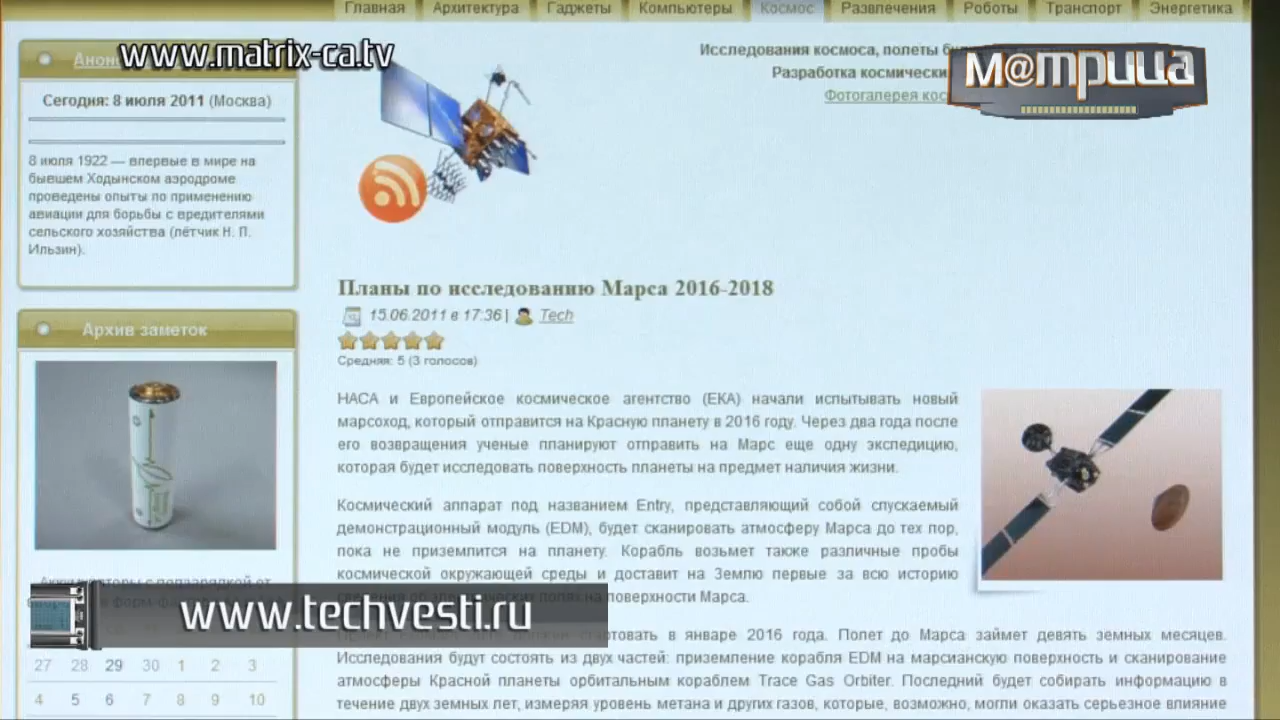 Главная Архитектура Гаджеты Компьютеры Космос Развлечения Роботы Транспорт Энергетика
www.matrix-ca.tv
М@трица
Исследования космоса, полеты
Разработка космически
Фотогалерея кос
Сегодня: 8 июля 2011 (Москва)
8 июля 1922 — впервые в мире на
бывшем Ходынском аэродроме
проведены опыты по применению
авиации для борьбы с вредителями
сельского хозяйства (лётчик Н. П.
Ильзин).
Планы по исследованию Марса 2016-2018
15.06.2011 в 17:36 | Tech
Средняя: 5 (3 голосов)
Архив заметок
НАСА и Европейское космическое агентство (ЕКА) начали испытывать новый
марсоход, который отправится на Красную планету в 2016 году. Через два года после
его возвращения ученые планируют отправить на Марс еще одну экспедицию,
которая будет исследовать поверхность планеты на предмет наличия жизни.
Космический аппарат под названием Entry, представляющий собой спускаемый
демонстрационный модуль (EDM), будет сканировать атмосферу Марса до тех пор,
пока не приземлится на планету. Корабль возьмет также различные пробы
космической окружающей среды и доставит на Землю первые за всю историю
сведения об электрических полях на поверхности Марса.
стартовать в январе 2016 года. Полет до Марса займет девять земных месяцев.
Исследования будут состоять из двух частей: приземление корабля EDM на марсианскую поверхность и сканирование
атмосферы Красной планеты орбитальным кораблем Trace Gas Orbiter. Последний будет собирать информацию в
течение двух земных лет, измеряя уровень метана и других газов, которые, возможно, могли оказать серьезное влияние
Аккумуляторы с подзарядкой от
www.techvesti.ru
27 28 29 30 1 2 3
4 5 6 7 8 9 10